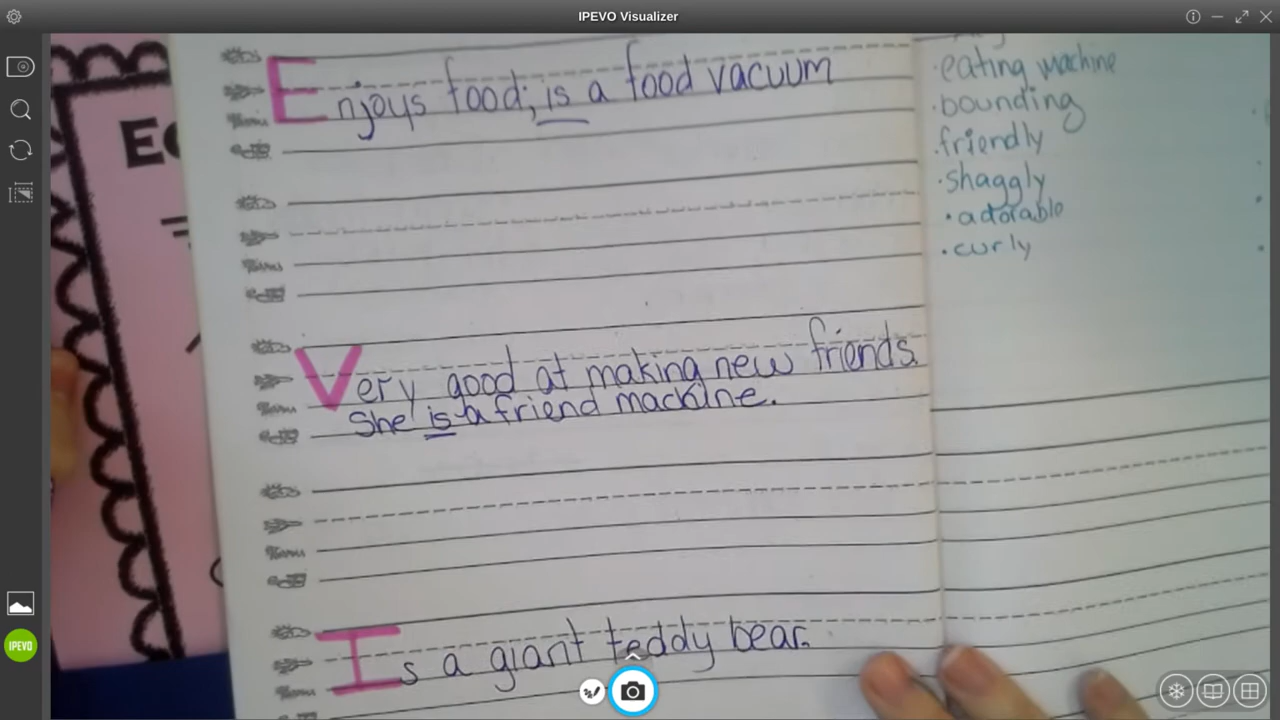 IPEVO Visualizer
Enjoys food; is a food vacuum
Very good at making new friends.
She is a friend machine.
Is a giant teddy bear.
· eating machine
· bounding
· friendly
· shaggly
· adorable
· curly
IPEVO